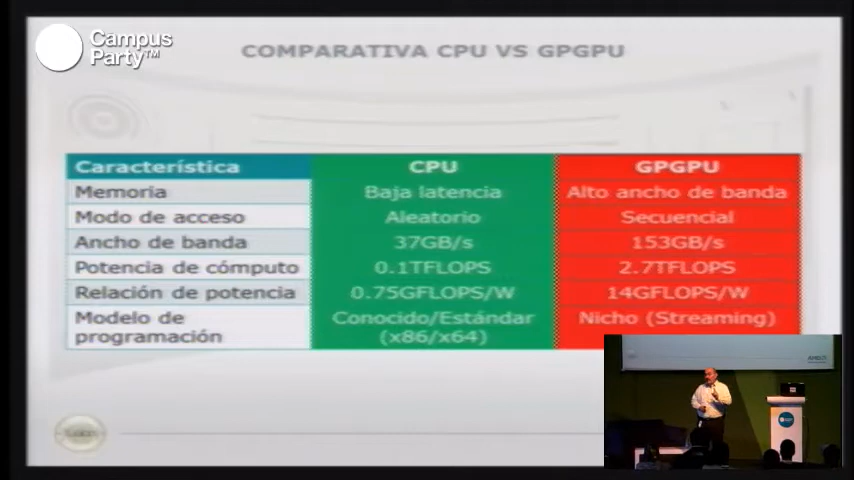 Campus
Party™
COMPARATIVA CPU VS GPGPU
Característica CPU GPGPU
Memoria Baja latencia Alto ancho de banda
Modo de acceso Aleatorio Secuencial
Ancho de banda 37GB/s 153GB/s
Potencia de cómputo 0.1TFLOPS 2.7TFLOPS
Relación de potencia 0.75GFLOPS/W 14GFLOPS/W
Modelo de programación Conocido/Estándar (x86/x64) Nicho (Streaming)
AMD